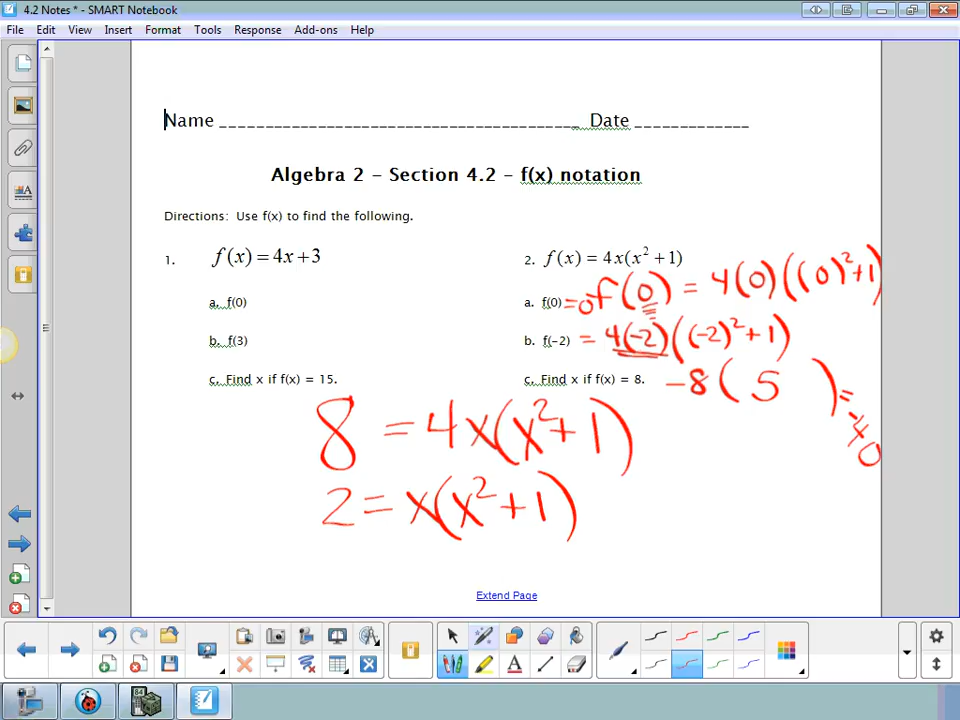 4.2 Notes * - SMART Notebook
File Edit View Insert Format Tools Response Add-ons Help
Name ______________________________________ Date ____________
Algebra 2 – Section 4.2 – f(x) notation
Directions: Use f(x) to find the following.
1. f(x) = 4x+3
a. f(0)
b. f(3)
c. Find x if f(x) = 15.
2. f(x) = 4x(x² + 1)
a. f(0) = 0 f(0) = 4(0)((0)²+1)
b. f(-2) = 4(-2)((-2)²+1)
-8(5) = -40
c. Find x if f(x) = 8.
8 = 4x(x²+1)
2 = x(x²+1)
Extend Page